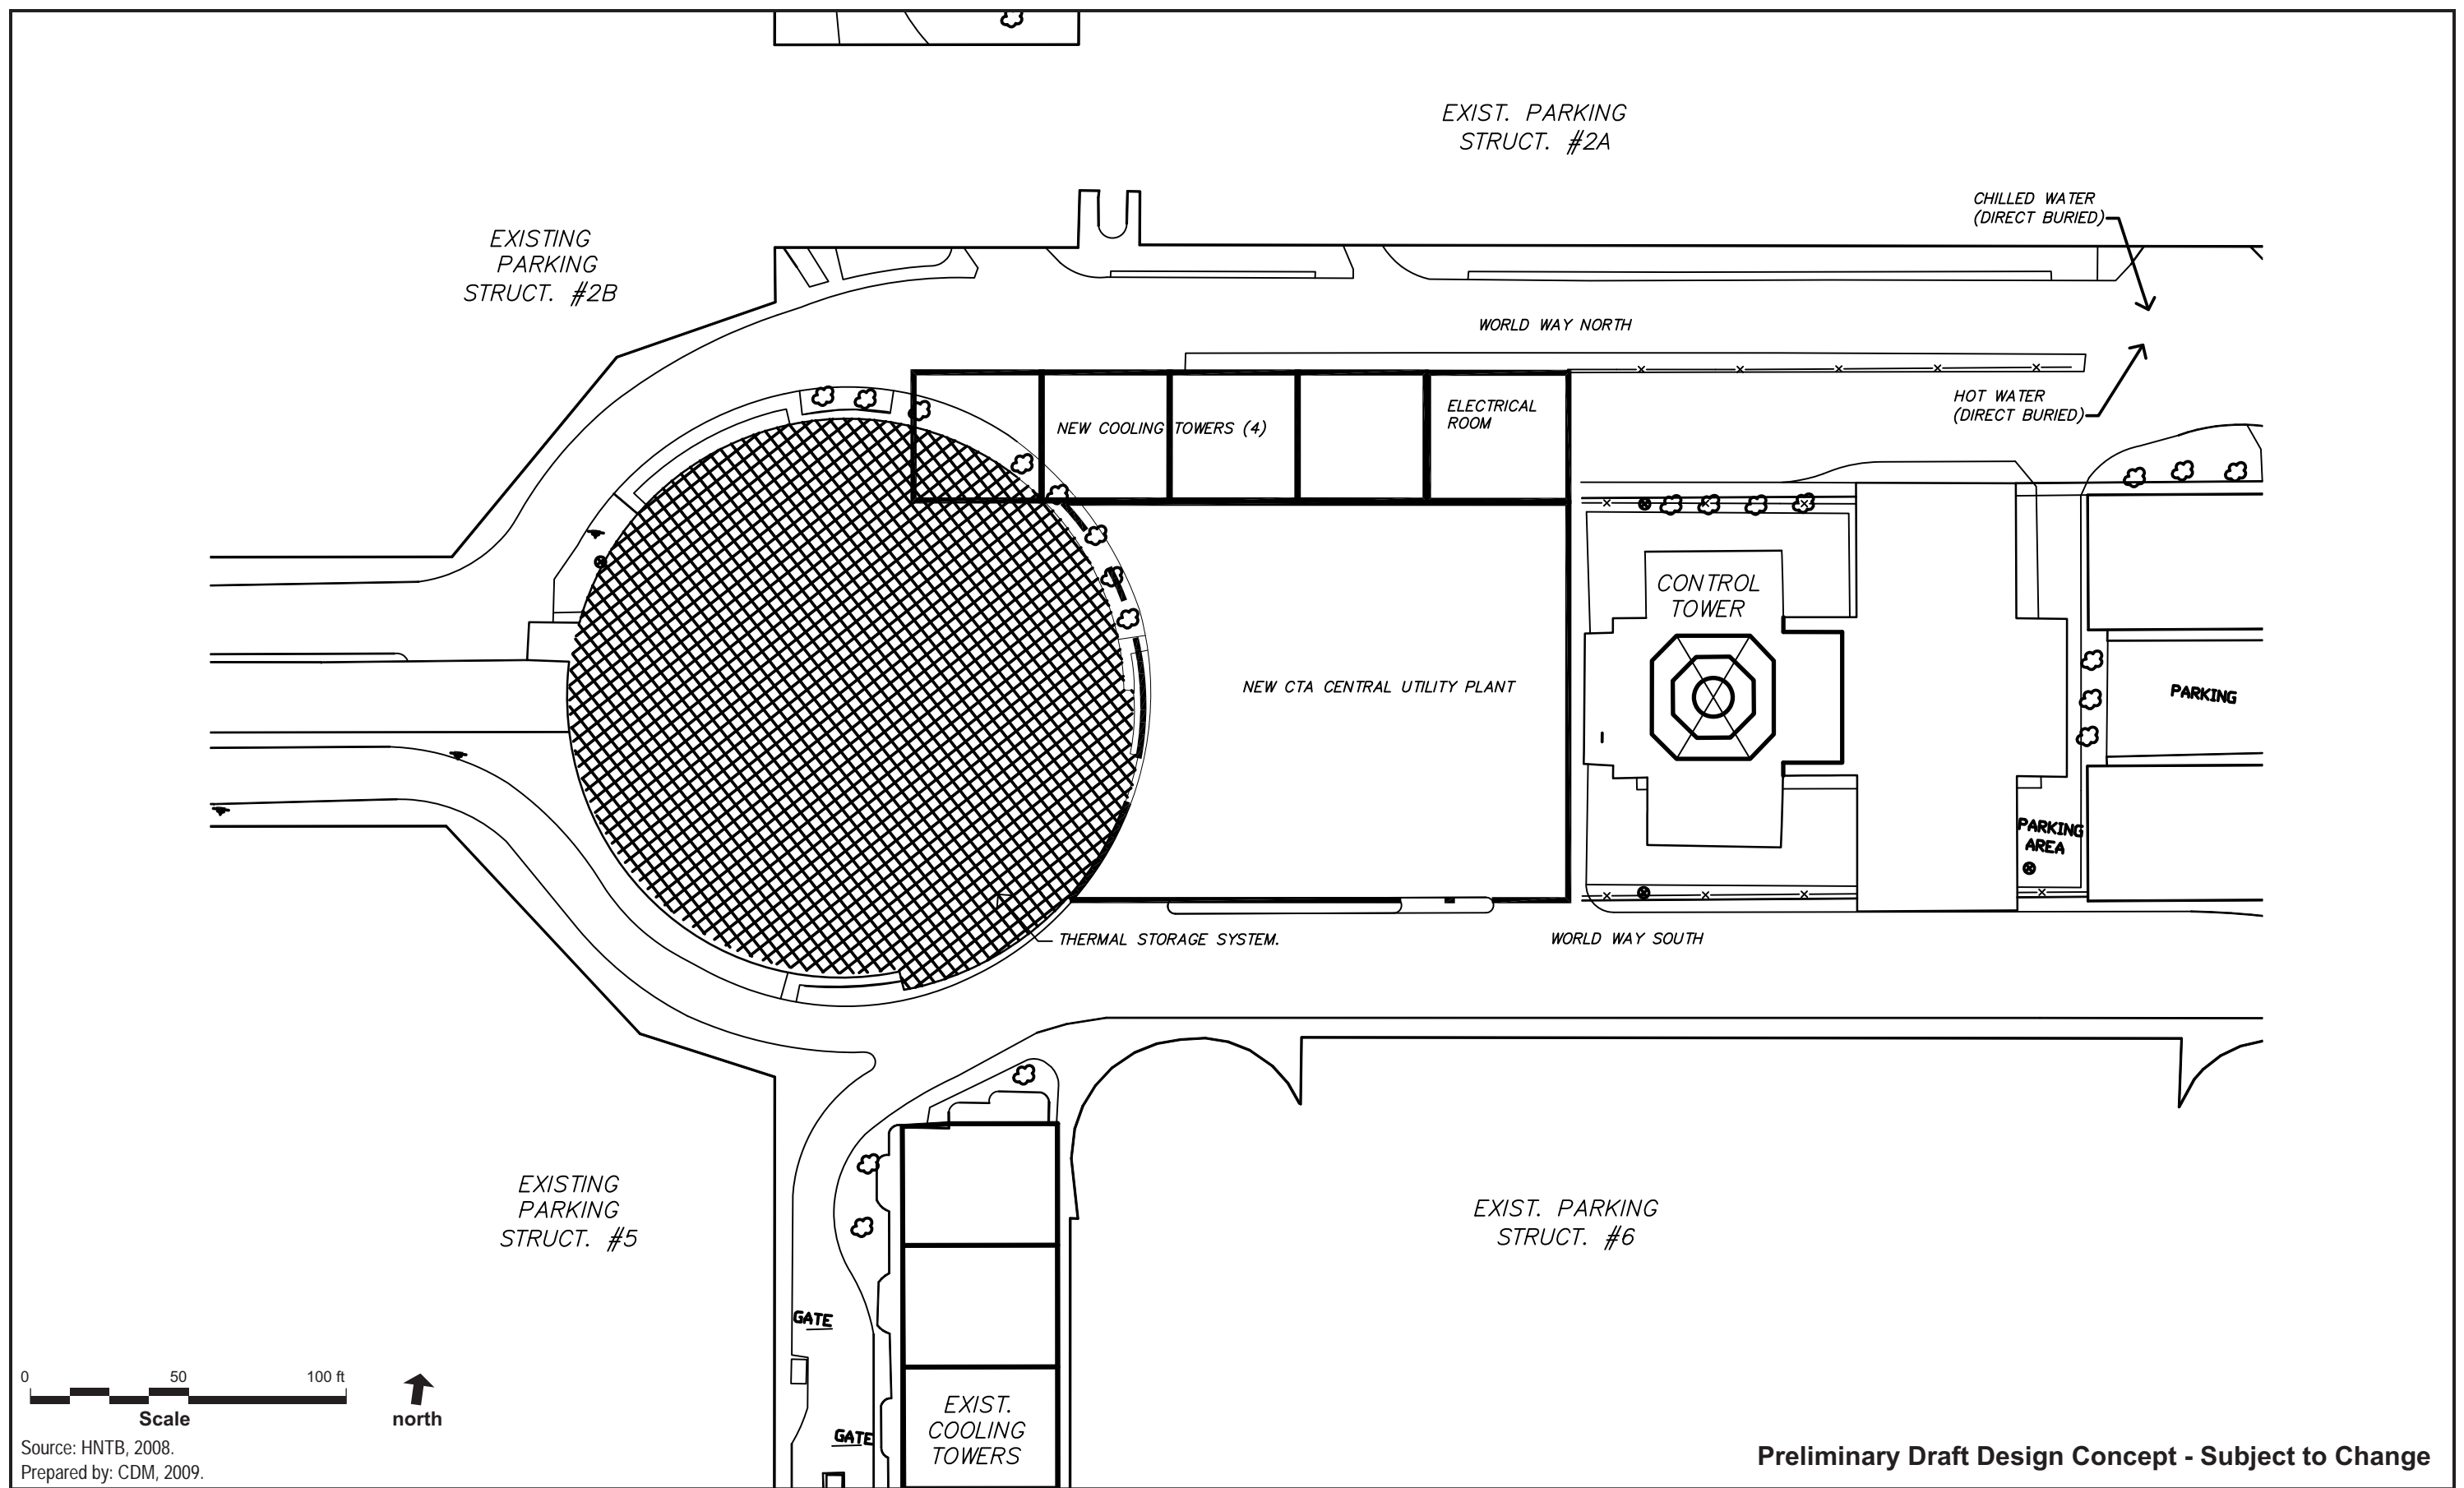 EXIST. PARKING
STRUCT. #2A
CHILLED WATER
(DIRECT BURIED)
EXISTING
PARKING
STRUCT. #2B
WORLD WAY NORTH
HOT WATER
(DIRECT BURIED)
ELECTRICAL
ROOM
NEW COOLING TOWERS (4)
CONTROL
TOWER
NEW CTA CENTRAL UTILITY PLANT
PARKING
PARKING
AREA
THERMAL STORAGE SYSTEM.
WORLD WAY SOUTH
EXISTING
PARKING
STRUCT. #5
EXIST. PARKING
STRUCT. #6
GATE
GATE
EXIST.
COOLING
TOWERS
0 50 100 ft
Scale
north
Source: HNTB, 2008.
Prepared by: CDM, 2009.
Preliminary Draft Design Concept - Subject to Change